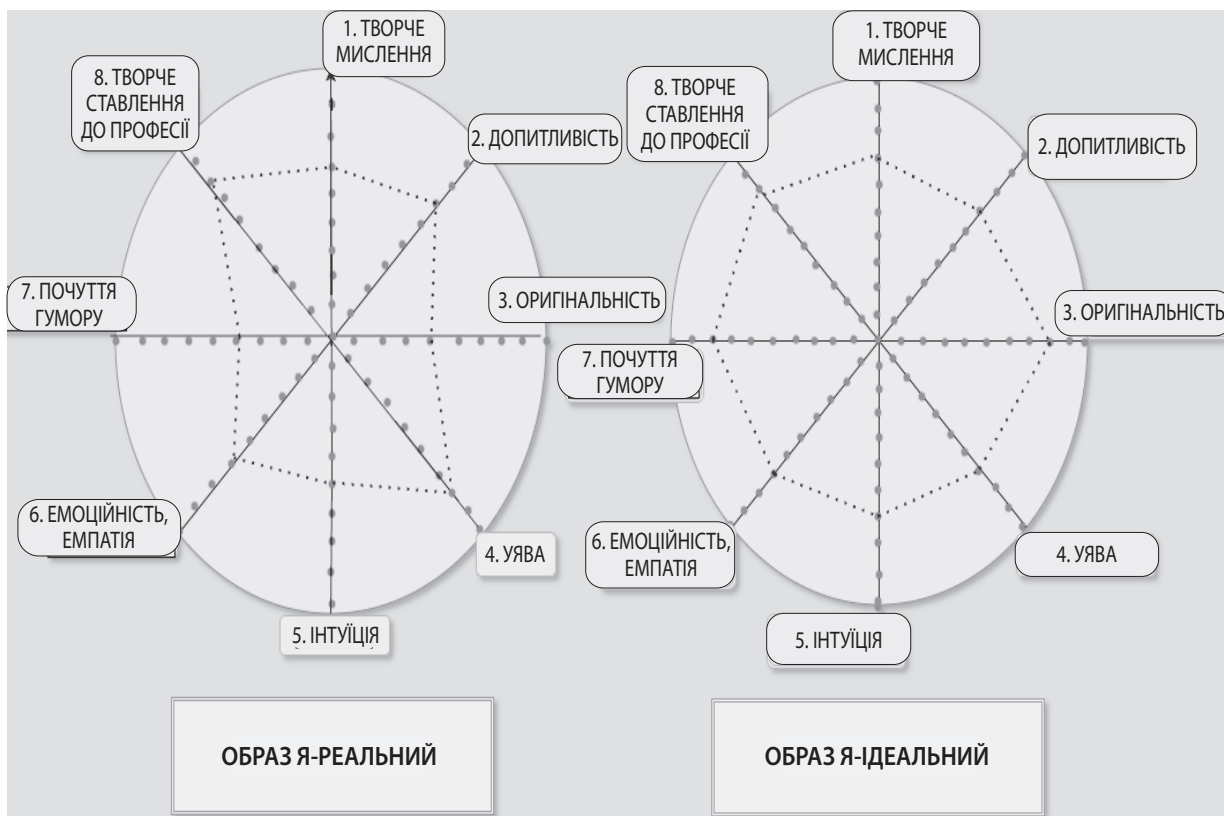 1. ТВОРЧЕ
МИСЛЕННЯ
8. ТВОРЧЕ
СТАВЛЕННЯ
ДО ПРОФЕСІЇ
2. ДОПИТЛИВІСТЬ
3. ОРИГІНАЛЬНІСТЬ
7. ПОЧУТТЯ
ГУМОРУ
6. ЕМОЦІЙНІСТЬ,
ЕМПАТІЯ
4. УЯВА
5. ІНТУЇЦІЯ
ОБРАЗ Я-РЕАЛЬНИЙ
1. ТВОРЧЕ
МИСЛЕННЯ
8. ТВОРЧЕ
СТАВЛЕННЯ
ДО ПРОФЕСІЇ
2. ДОПИТЛИВІСТЬ
3. ОРИГІНАЛЬНІСТЬ
7. ПОЧУТТЯ
ГУМОРУ
6. ЕМОЦІЙНІСТЬ,
ЕМПАТІЯ
4. УЯВА
5. ІНТУЇЦІЯ
ОБРАЗ Я-ІДЕАЛЬНИЙ